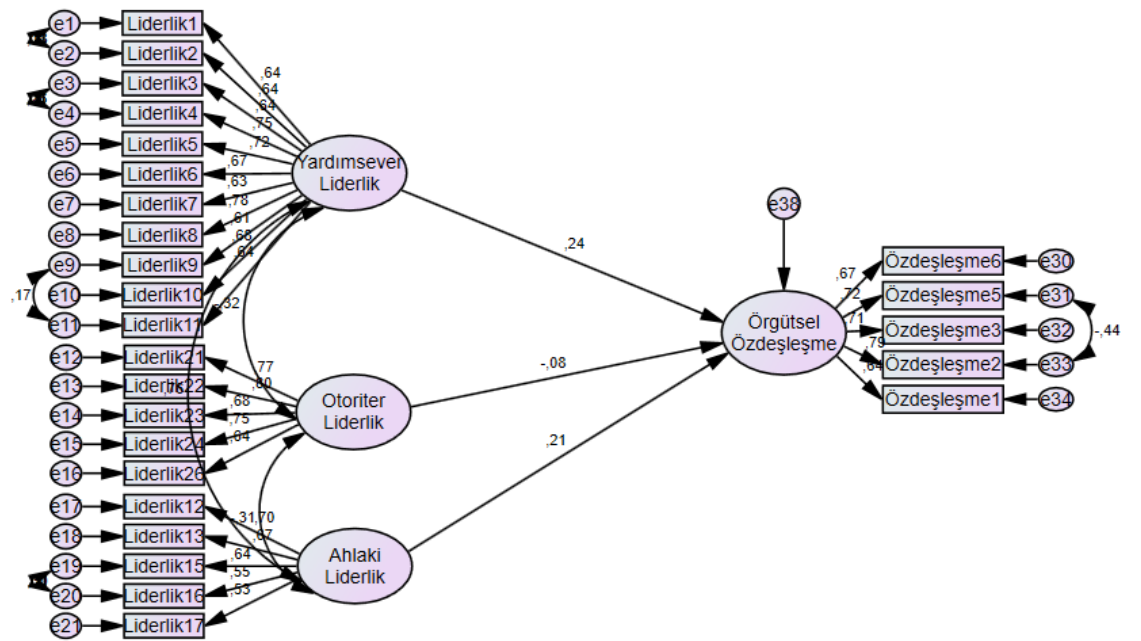 e1
Liderlik1
e2
Liderlik2
e3
Liderlik3
e4
Liderlik4
e5
Liderlik5
e6
Liderlik6
e7
Liderlik7
e8
Liderlik8
e9
Liderlik9
e10
Liderlik10
e11
Liderlik11
,17
e12
Liderlik21
e13
Liderlik22
e14
Liderlik23
e15
Liderlik24
e16
Liderlik26
e17
Liderlik12
e18
Liderlik13
e19
Liderlik15
e20
Liderlik16
e21
Liderlik17
,64
,64
,64
,75
,72
,67
,63
,78
,61
,68
,64
-,32
,77
,60
,68
,75
,64
,70
,67
,64
,55
,53
Yardımsever
Liderlik
Otoriter
Liderlik
Ahlaki
Liderlik
,24
-,08
,21
e38
Örgütsel
Özdeşleşme
,67
,72
,71
,79
,64
Özdeşleşme6
e30
Özdeşleşme5
e31
Özdeşleşme3
e32
Özdeşleşme2
e33
Özdeşleşme1
e34
-,44